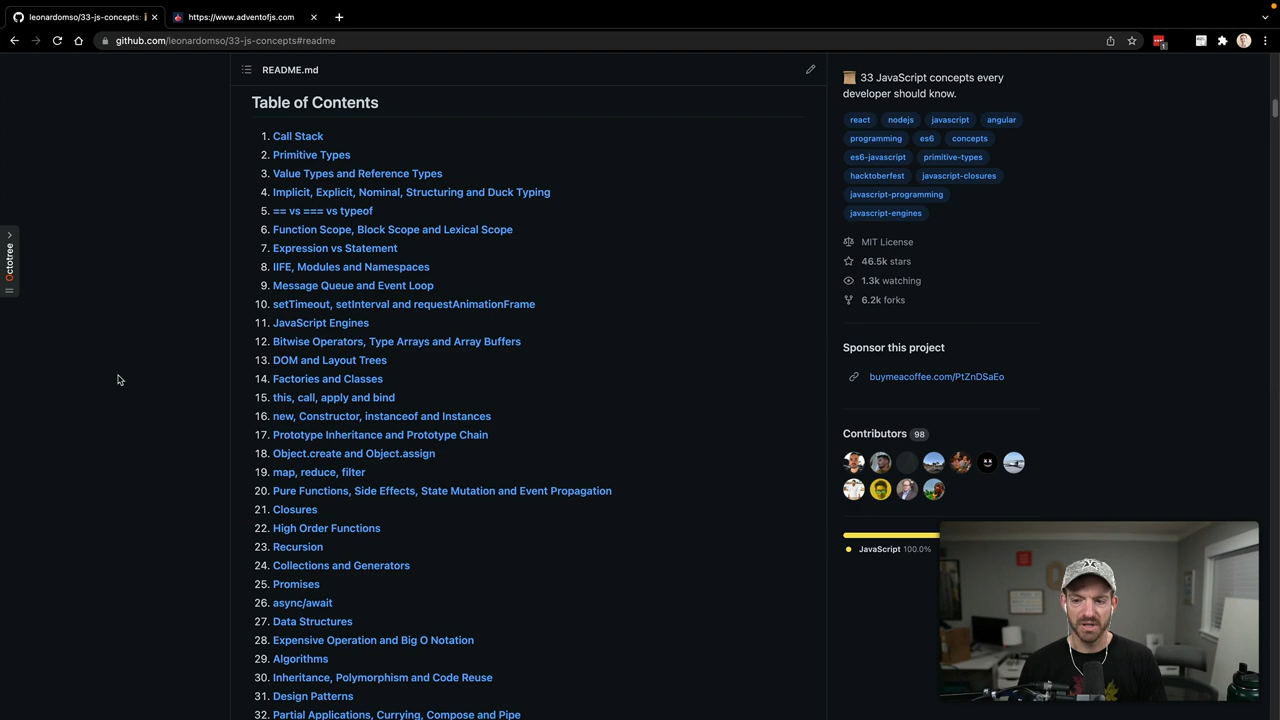 leonardomso/33-js-concepts:
https://www.adventofjs.com
github.com/leonardomso/33-js-concepts#readme
1
README.md
Table of Contents
1. Call Stack
2. Primitive Types
3. Value Types and Reference Types
4. Implicit, Explicit, Nominal, Structuring and Duck Typing
5. == vs === vs typeof
6. Function Scope, Block Scope and Lexical Scope
7. Expression vs Statement
8. IIFE, Modules and Namespaces
9. Message Queue and Event Loop
10. setTimeout, setInterval and requestAnimationFrame
11. JavaScript Engines
12. Bitwise Operators, Type Arrays and Array Buffers
13. DOM and Layout Trees
14. Factories and Classes
15. this, call, apply and bind
16. new, Constructor, instanceof and Instances
17. Prototype Inheritance and Prototype Chain
18. Object.create and Object.assign
19. map, reduce, filter
20. Pure Functions, Side Effects, State Mutation and Event Propagation
21. Closures
22. High Order Functions
23. Recursion
24. Collections and Generators
25. Promises
26. async/await
27. Data Structures
28. Expensive Operation and Big O Notation
29. Algorithms
30. Inheritance, Polymorphism and Code Reuse
31. Design Patterns
32. Partial Applications, Currying, Compose and Pipe
Octotree
33 JavaScript concepts every
developer should know.
react nodejs javascript angular
programming es6 concepts
es6-javascript primitive-types
hacktoberfest javascript-closures
javascript-programming
javascript-engines
MIT License
46.5k stars
1.3k watching
6.2k forks
Sponsor this project
buymeacoffee.com/PtZnDSaEo
Contributors 98
JavaScript 100.0%